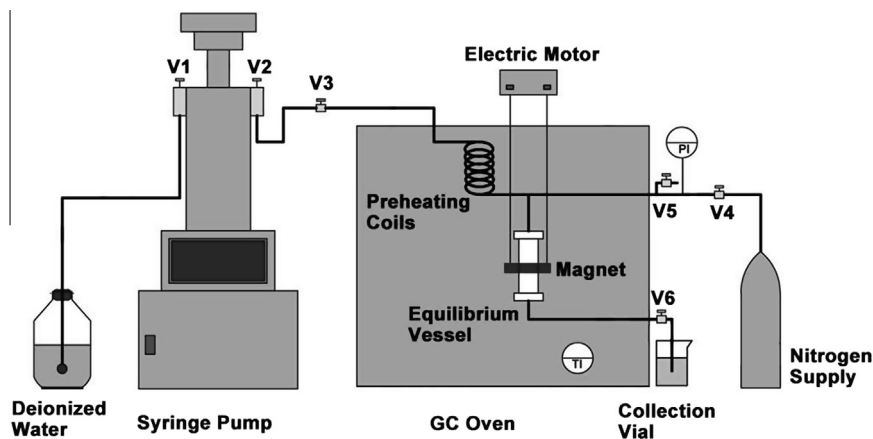 V1
V2
V3
Electric Motor
PI
Preheating
Coils
V5
V4
Magnet
V6
Equilibrium
Vessel
TI
Nitrogen
Supply
Deionized
Water
Syringe Pump
GC Oven
Collection
Vial